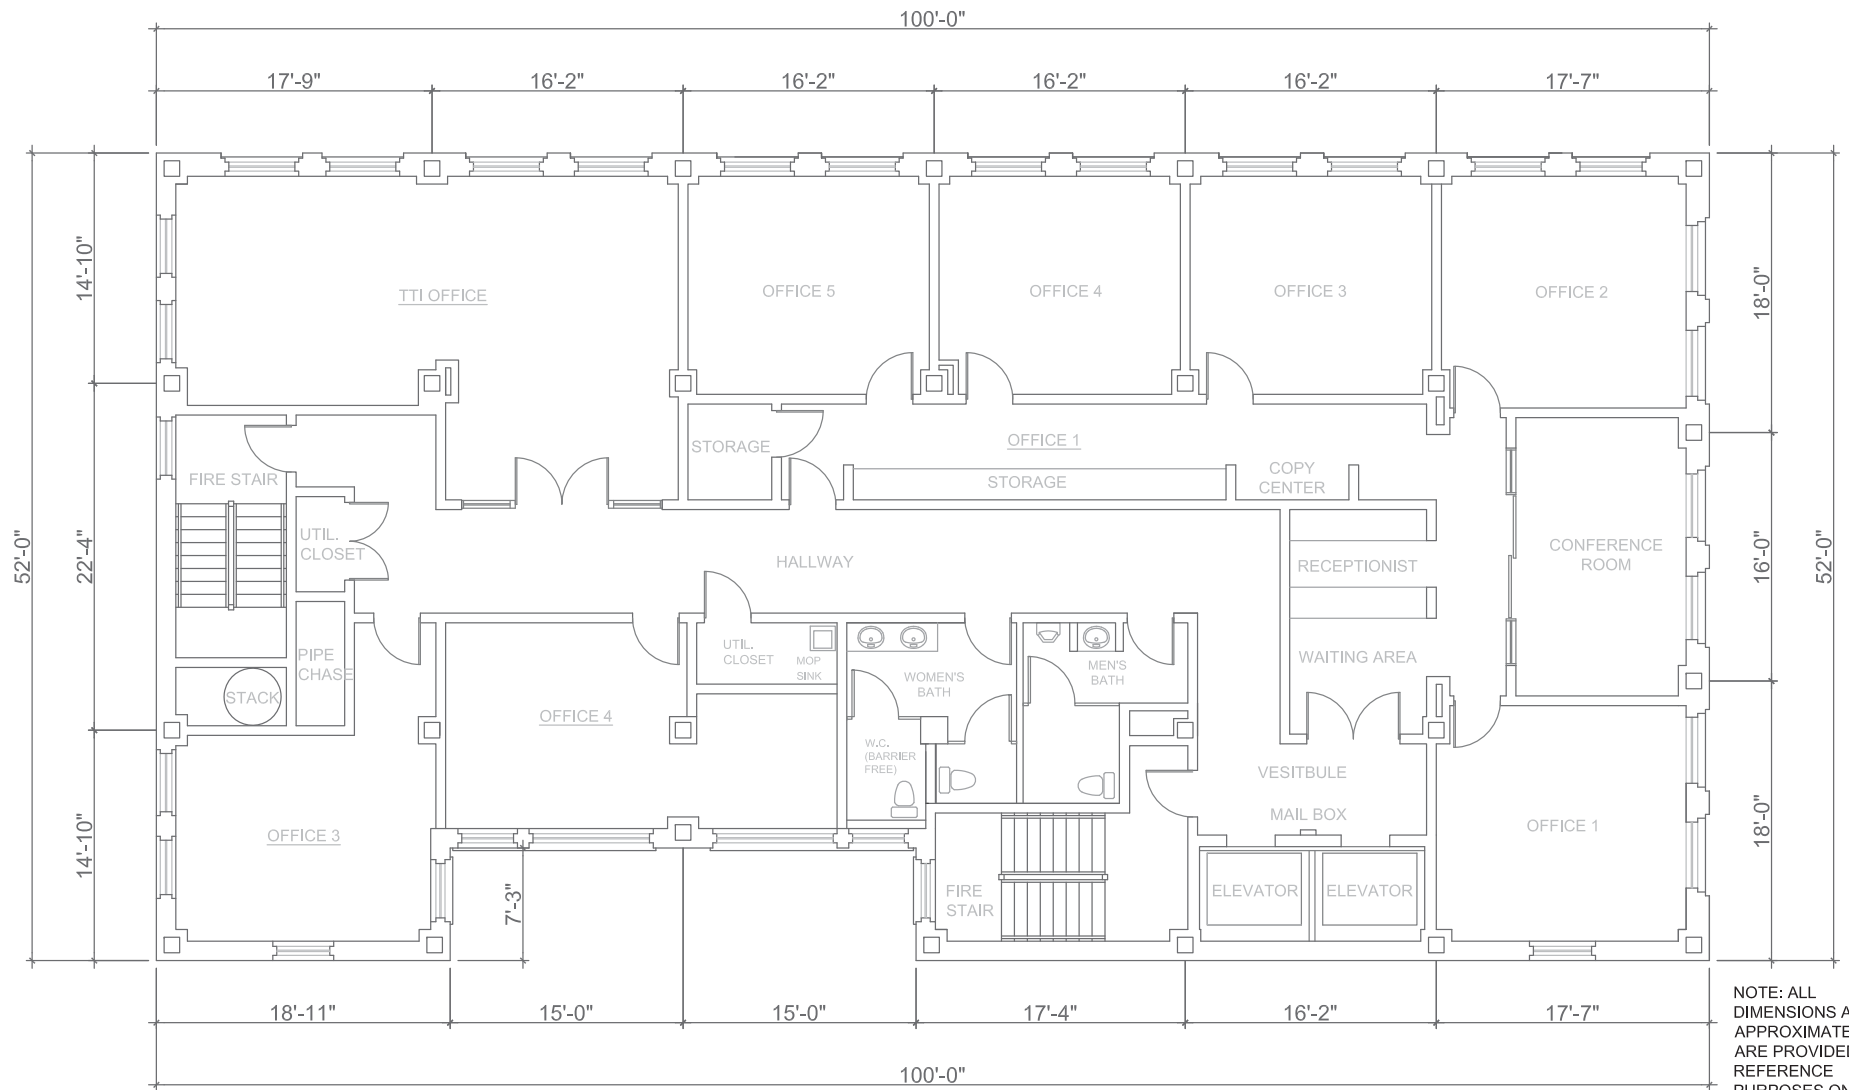 100'-0"
17'-9"
16'-2"
16'-2"
16'-2"
16'-2"
17'-7"
52'-0"
14'-10"
22'-4"
14'-10"
18'-0"
16'-0"
18'-0"
52'-0"
TTI OFFICE
OFFICE 5
OFFICE 4
OFFICE 3
OFFICE 2
FIRE STAIR
STORAGE
OFFICE 1
STORAGE
COPY
CENTER
UTIL.
CLOSET
HALLWAY
RECEPTIONIST
CONFERENCE
ROOM
PIPE
CHASE
STACK
UTIL.
CLOSET
MOP
SINK
WOMEN'S
BATH
MEN'S
BATH
WAITING AREA
OFFICE 4
W.C.
(BARRIER
FREE)
VESITBULE
MAIL BOX
OFFICE 3
OFFICE 1
7'-3"
FIRE
STAIR
ELEVATOR
ELEVATOR
18'-11"
15'-0"
15'-0"
17'-4"
16'-2"
17'-7"
100'-0"
NOTE: ALL
DIMENSIONS
APPROXIMATE
REFERENCE